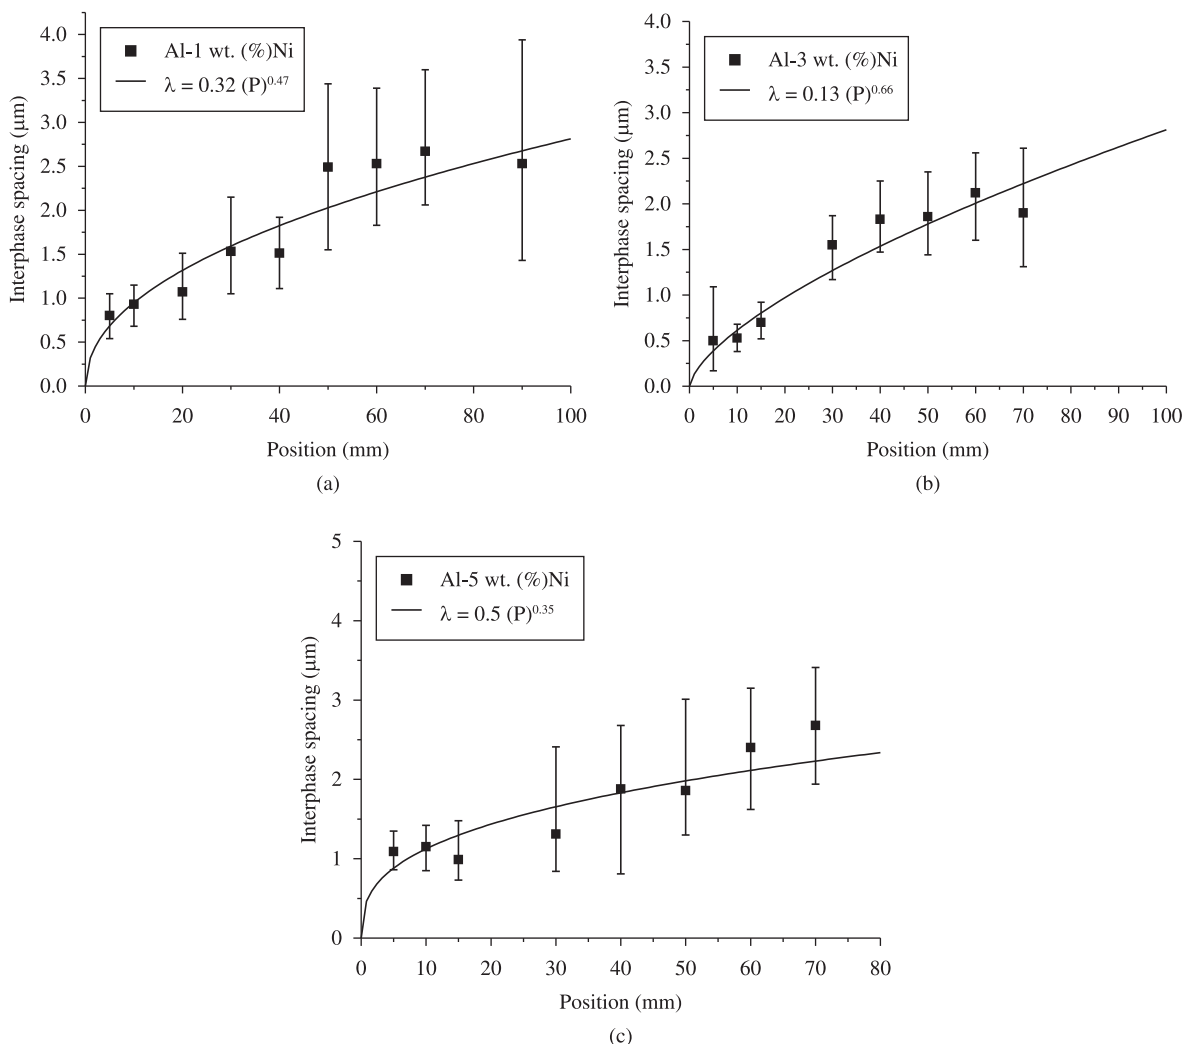 4.0
3.5
3.0
2.5
2.0
1.5
1.0
0.5
0.0
Interphase spacing (μm)
Al-1 wt. (%)Ni
λ = 0.32 (P)^0.47
0 20 40 60 80 100
Position (mm)
(a)
4.0
3.5
3.0
2.5
2.0
1.5
1.0
0.5
0.0
Interphase spacing (μm)
Al-3 wt. (%)Ni
λ = 0.13 (P)^0.66
0 10 20 30 40 50 60 70 80 90 100
Position (mm)
(b)
5
4
3
2
1
0
Interphase spacing (μm)
Al-5 wt. (%)Ni
λ = 0.5 (P)^0.35
0 10 20 30 40 50 60 70 80
Position (mm)
(c)